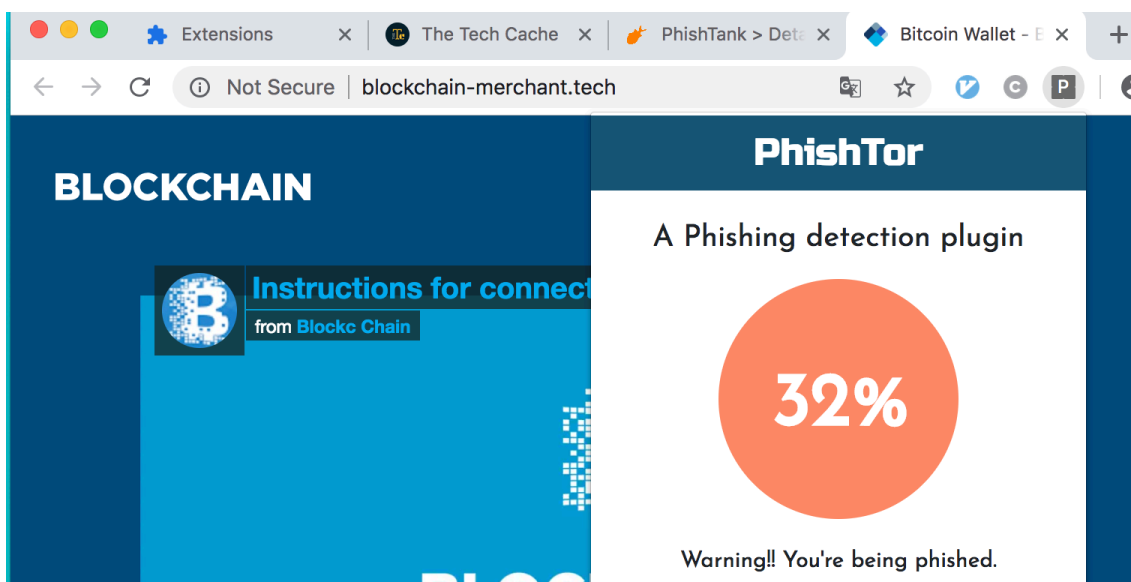 Extensions
The Tech Cache
PhishTank > Deta
Bitcoin Wallet -
Not Secure
blockchain-merchant.tech
P
PhishTor
BLOCKCHAIN
A Phishing detection plugin
Instructions for connect
from Blockc Chain
32%
Warning!! You're being phished.